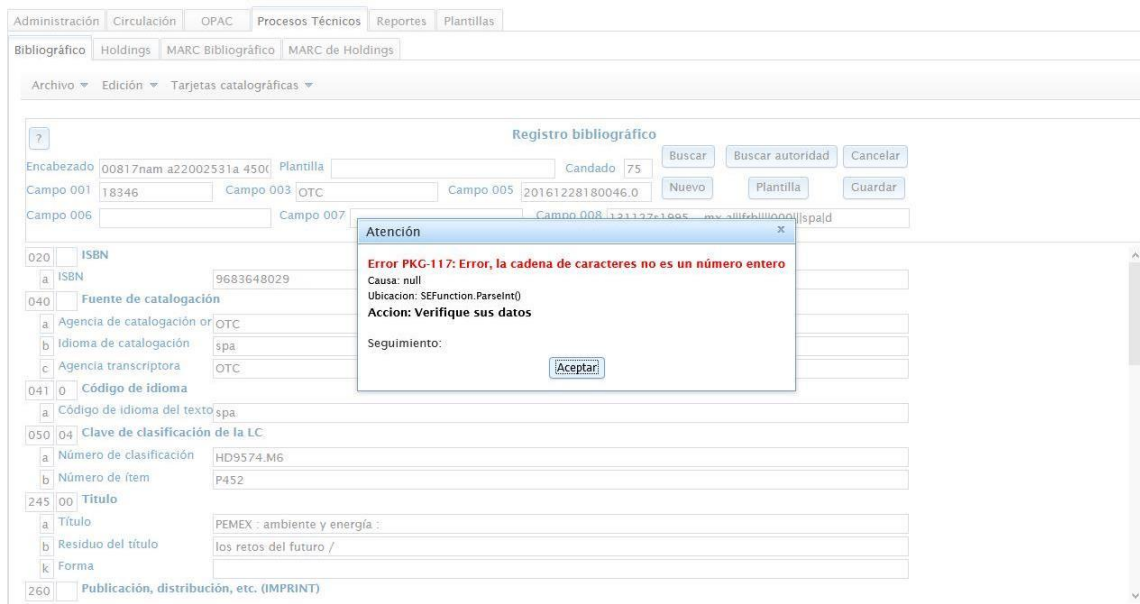 Administración Circulación OPAC Procesos Técnicos Reportes Plantillas
Bibliográfico Holdings MARC Bibliográfico MARC de Holdings
Archivo Edición Tarjetas catalográficas
? Registro bibliográfico
Encabezado 00817nam a22002531a 450 Plantilla Candado 75 Buscar Buscar autoridad Cancelar
Campo 001 18346 Campo 003 OTC Campo 005 20161228180046.0 Nuevo Plantilla Guardar
Campo 006 Campo 007 Campo 008
Atención x
Error PKG-117: Error, la cadena de caracteres no es un número entero
Causa: null
Ubicacion: SEFunction.ParseInt()
Accion: Verifique sus datos
Seguimiento:
Aceptar
020 ISBN
a ISBN 9683648029
040 Fuente de catalogación
a Agencia de catalogación or OTC
b Idioma de catalogación spa
c Agencia transcriptora OTC
041 0 Código de idioma
a Código de idioma del texto spa
050 04 Clave de clasificación de la LC
a Número de clasificación HD9574.M6
b Número de ítem P452
245 00 Título
a Título PEMEX : ambiente y energía :
b Residuo del título los retos del futuro /
k Forma
260 Publicación, distribución, etc. (IMPRINT)